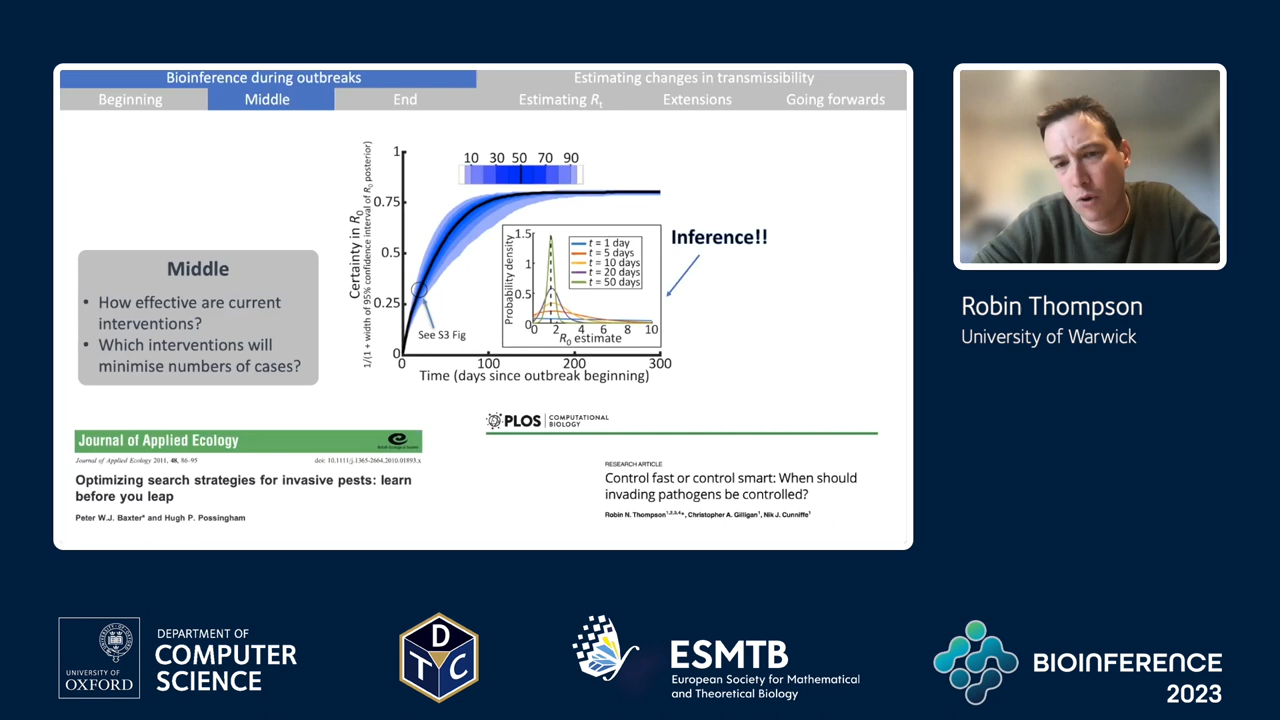 Bioinference during outbreaks
Estimating changes in transmissibility
Beginning
Middle
End
Estimating Rt
Extensions
Going forwards
Middle
• How effective are current
interventions?
• Which interventions will
minimise numbers of cases?
Certainty in R0
1/(1 + width of 95% confidence interval of R0 posterior)
1
0.75
0.5
0.25
0
0
100
200
300
Time (days since outbreak beginning)
10 30 50 70 90
See S3 Fig
Probability density
1.5
1
0.5
0
0 2 4 6 8 10
R0 estimate
t = 1 day
t = 5 days
t = 10 days
t = 20 days
t = 50 days
Inference!!
Journal of Applied Ecology
Journal of Applied Ecology 2011, 48, 86–95
doi: 10.1111/j.1365-2664.2010.01893.x
Optimizing search strategies for invasive pests: learn
before you leap
Peter W.J. Baxter* and Hugh P. Possingham
PLOS | COMPUTATIONAL
BIOLOGY
RESEARCH ARTICLE
Control fast or control smart: When should
invading pathogens be controlled?
Robin N. Thompson1,2,3,4*, Christopher A. Gilligan1, Nik J. Cunniffe1
Robin Thompson
University of Warwick
UNIVERSITY OF
OXFORD
DEPARTMENT OF
COMPUTER
SCIENCE
D
T C
ESMTB
European Society for Mathematical
and Theoretical Biology
BIOINFERENCE
2023